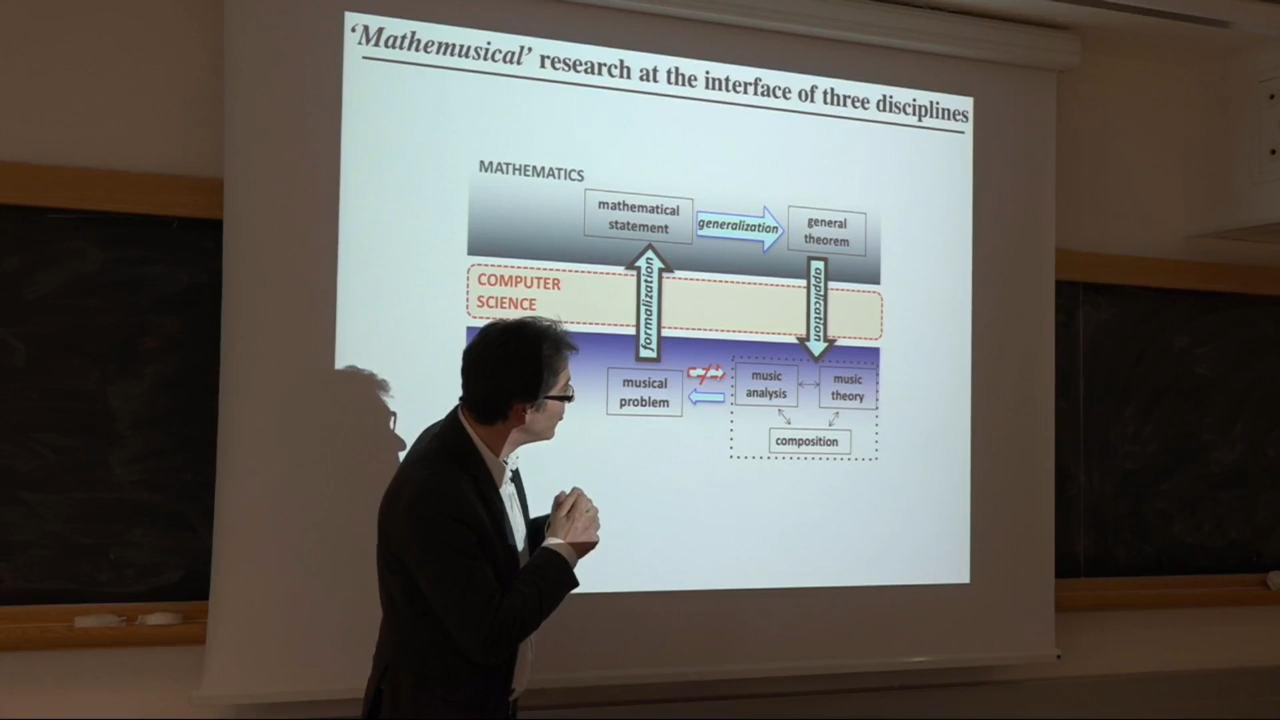 ‘Mathemusical’ research at the interface of three disciplines
MATHEMATICS
mathematical
statement
generalization
general
theorem
COMPUTER
SCIENCE
formalization
application
musical
problem
music
analysis
music
theory
composition